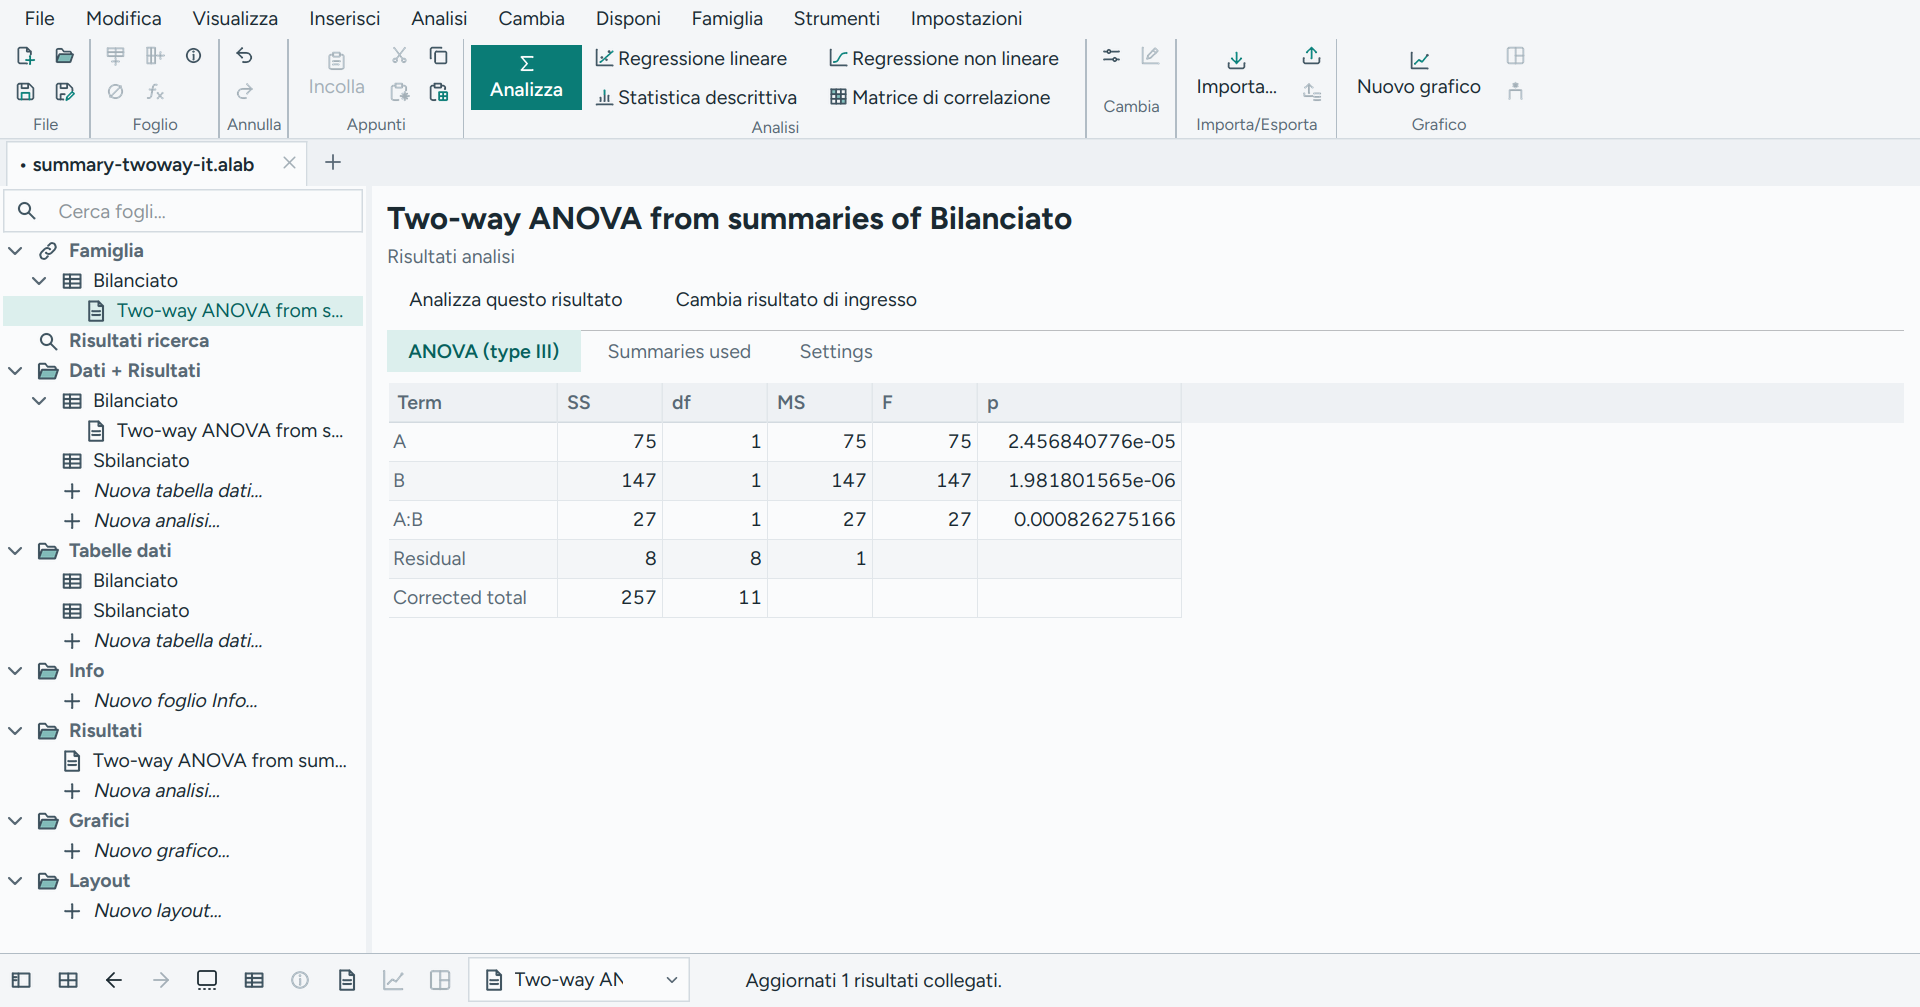 File Modifica Visualizza Inserisci Analisi Cambia Disponi Famiglia Strumenti Impostazioni
Incolla
Σ
Analizza
Regressione lineare
Regressione non lineare
Statistica descrittiva
Matrice di correlazione
Importa...
Nuovo grafico
File Foglio Annulla Appunti Analisi Cambia Importa/Esporta Grafico
• summary-twoway-it.alab
Cerca fogli...
Famiglia
Bilanciato
Two-way ANOVA from s...
Risultati ricerca
Dati + Risultati
Bilanciato
Two-way ANOVA from s...
Sbilanciato
Nuova tabella dati...
Nuova analisi...
Tabelle dati
Bilanciato
Sbilanciato
Nuova tabella dati...
Info
Nuovo foglio Info...
Risultati
Two-way ANOVA from sum...
Nuova analisi...
Grafici
Nuovo grafico...
Layout
Nuovo layout...
Two-way ANOVA from summaries of Bilanciato
Risultati analisi
Analizza questo risultato Cambia risultato di ingresso
ANOVA (type III) Summaries used Settings
Term SS df MS F p
A 75 1 75 75 2.456840776e-05
B 147 1 147 147 1.981801565e-06
A:B 27 1 27 27 0.000826275166
Residual 8 8 1
Corrected total 257 11
Two-way AN
Aggiornati 1 risultati collegati.